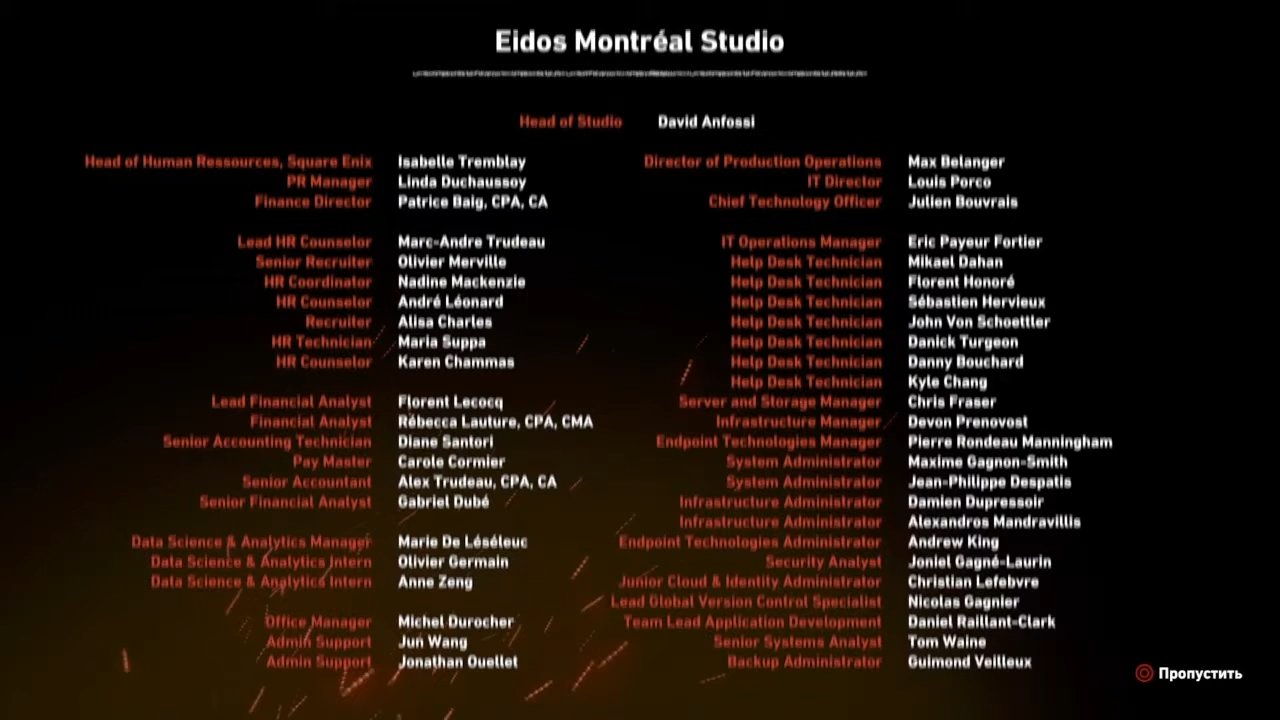 Eidos Montréal Studio
Head of Studio David Anfossi
Head of Human Ressources, Square Enix Isabelle Tremblay
PR Manager Linda Duchaussoy
Finance Director Patrice Baig, CPA, CA
Lead HR Counselor Marc-Andre Trudeau
Senior Recruiter Olivier Merville
HR Coordinator Nadine Mackenzie
HR Counselor André Léonard
Recruiter Alisa Charles
HR Technician Maria Suppa
HR Counselor Karen Chammas
Lead Financial Analyst Florent Lecocq
Financial Analyst Rébecca Lauture, CPA, CMA
Senior Accounting Technician Diane Santori
Pay Master Carole Cormier
Senior Accountant Alex Trudeau, CPA, CA
Senior Financial Analyst Gabriel Dubé
Data Science & Analytics Manager Marie De Léséleuc
Data Science & Analytics Intern Olivier Germain
Data Science & Analytics Intern Anne Zeng
Office Manager Michel Durocher
Admin Support Jun Wang
Admin Support Jonathan Ouellet
Director of Production Operations Max Belanger
IT Director Louis Porco
Chief Technology Officer Julien Bouvrais
IT Operations Manager Eric Payeur Fortier
Help Desk Technician Mikael Dahan
Help Desk Technician Florent Honoré
Help Desk Technician Sébastien Hervieux
Help Desk Technician John Von Schoettler
Help Desk Technician Danick Turgeon
Help Desk Technician Danny Bouchard
Help Desk Technician Kyle Chang
Server and Storage Manager Chris Fraser
Infrastructure Manager Devon Prenovost
Endpoint Technologies Manager Pierre Rondeau Manningham
System Administrator Maxime Gagnon-Smith
System Administrator Jean-Philippe Despatis
Infrastructure Administrator Damien Dupressoir
Infrastructure Administrator Alexandros Mandravillis
Endpoint Technologies Administrator Andrew King
Security Analyst Joniel Gagné-Laurin
Junior Cloud & Identity Administrator Christian Lefebvre
Lead Global Version Control Specialist Nicolas Gagnier
Team Lead Application Development Daniel Raillant-Clark
Senior Systems Analyst Tom Waine
Backup Administrator Guimond Veilleux
Пропустить